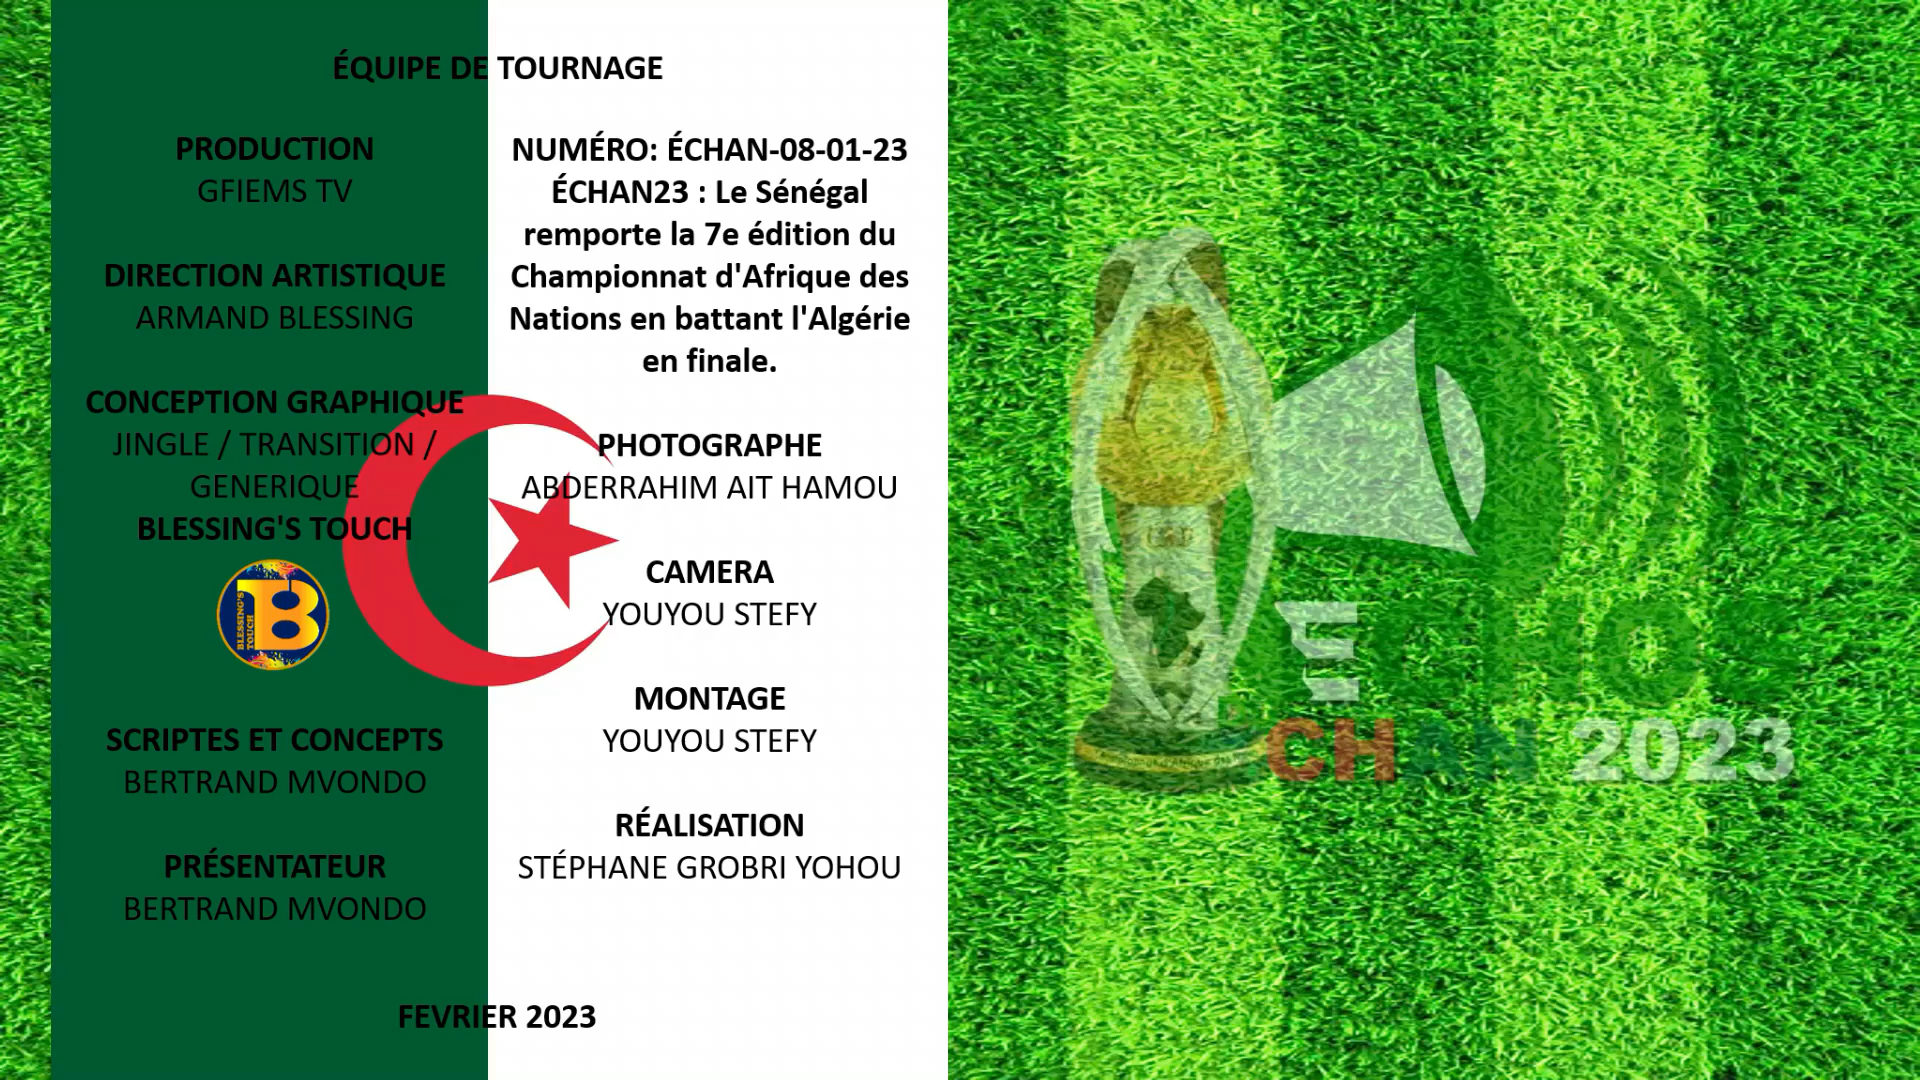 ÉQUIPE DE TOURNAGE
PRODUCTION
GFIEMS TV
DIRECTION ARTISTIQUE
ARMAND BLESSING
CONCEPTION GRAPHIQUE
JINGLE / TRANSITION /
GENERIQUE
BLESSING'S TOUCH
BLESSING'S
TOUCH
B
SCRIPTES ET CONCEPTS
BERTRAND MVONDO
PRÉSENTATEUR
BERTRAND MVONDO
NUMÉRO: ÉCHAN-08-01-23
ÉCHAN23 : Le Sénégal
remporte la 7e édition du
Championnat d'Afrique des
Nations en battant l'Algérie
en finale.
PHOTOGRAPHE
ABDERRAHIM AIT HAMOU
CAMERA
YOUYOU STEFY
MONTAGE
YOUYOU STEFY
RÉALISATION
STÉPHANE GROBRI YOHOU
FEVRIER 2023
CHAN 2023